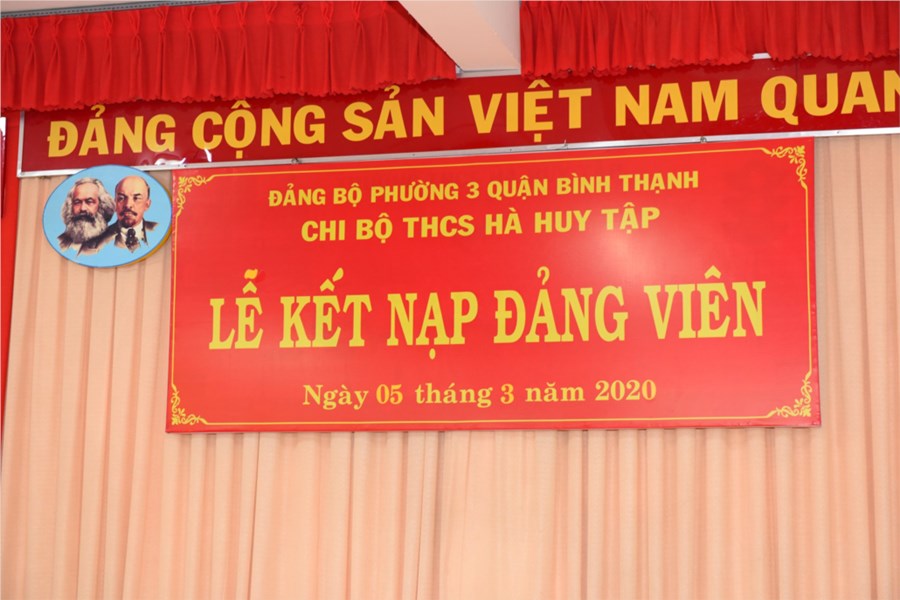 ĐẢNG CỘNG SẢN VIỆT NAM QUAN
ĐẢNG BỘ PHƯỜNG 3 QUẬN BÌNH THẠNH
CHI BỘ THCS HÀ HUY TẬP
LỄ KẾT NẠP ĐẢNG VIÊN
Ngày 05 tháng 3 năm 2020